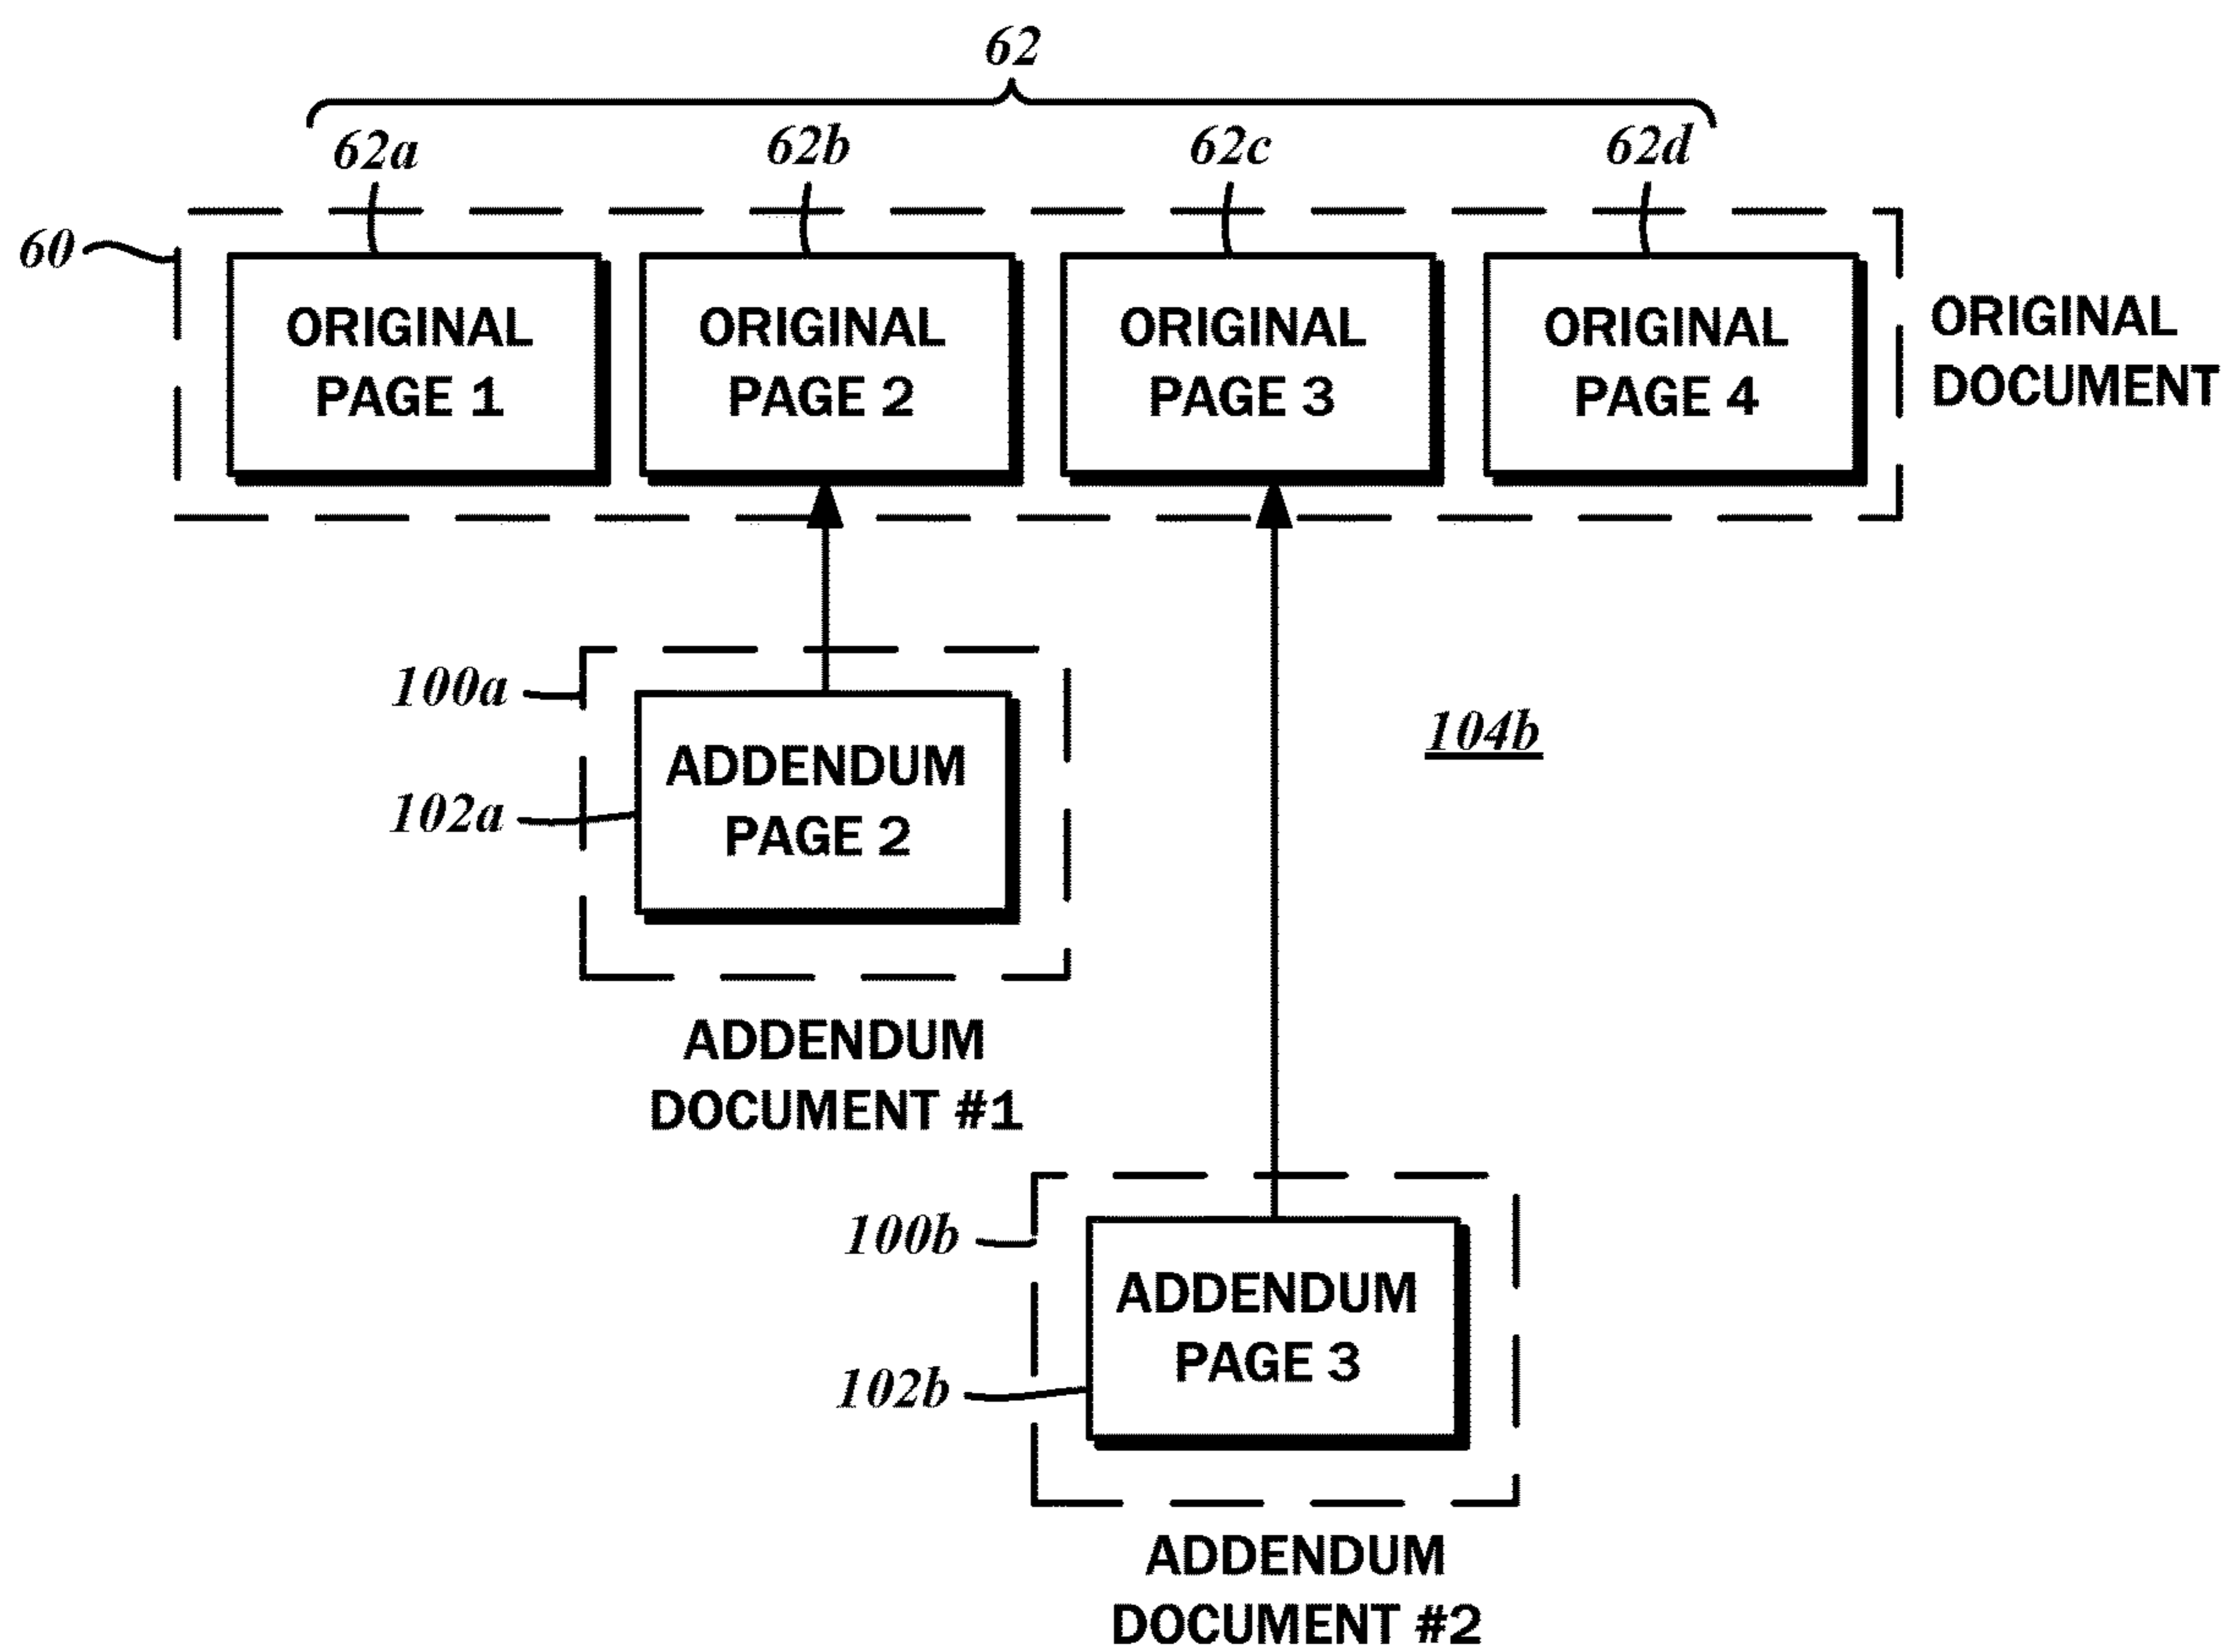 62
62a 62b 62c 62d
60
ORIGINAL
PAGE 1
ORIGINAL
PAGE 2
ORIGINAL
PAGE 3
ORIGINAL
PAGE 4
ORIGINAL
DOCUMENT
100a
102a
ADDENDUM
PAGE 2
104b
ADDENDUM
DOCUMENT #1
100b
102b
ADDENDUM
PAGE 3
ADDENDUM
DOCUMENT #2